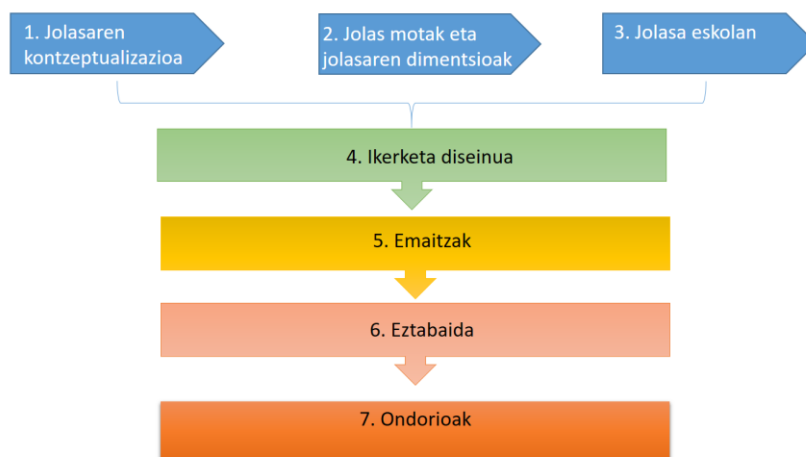 1. Jolasaren
kontzeptualizazioa
2. Jolas motak eta
jolasaren dimentsioak
3. Jolasa eskolan
4. Ikerketa diseinua
5. Emaitzak
6. Eztabaida
7. Ondorioak